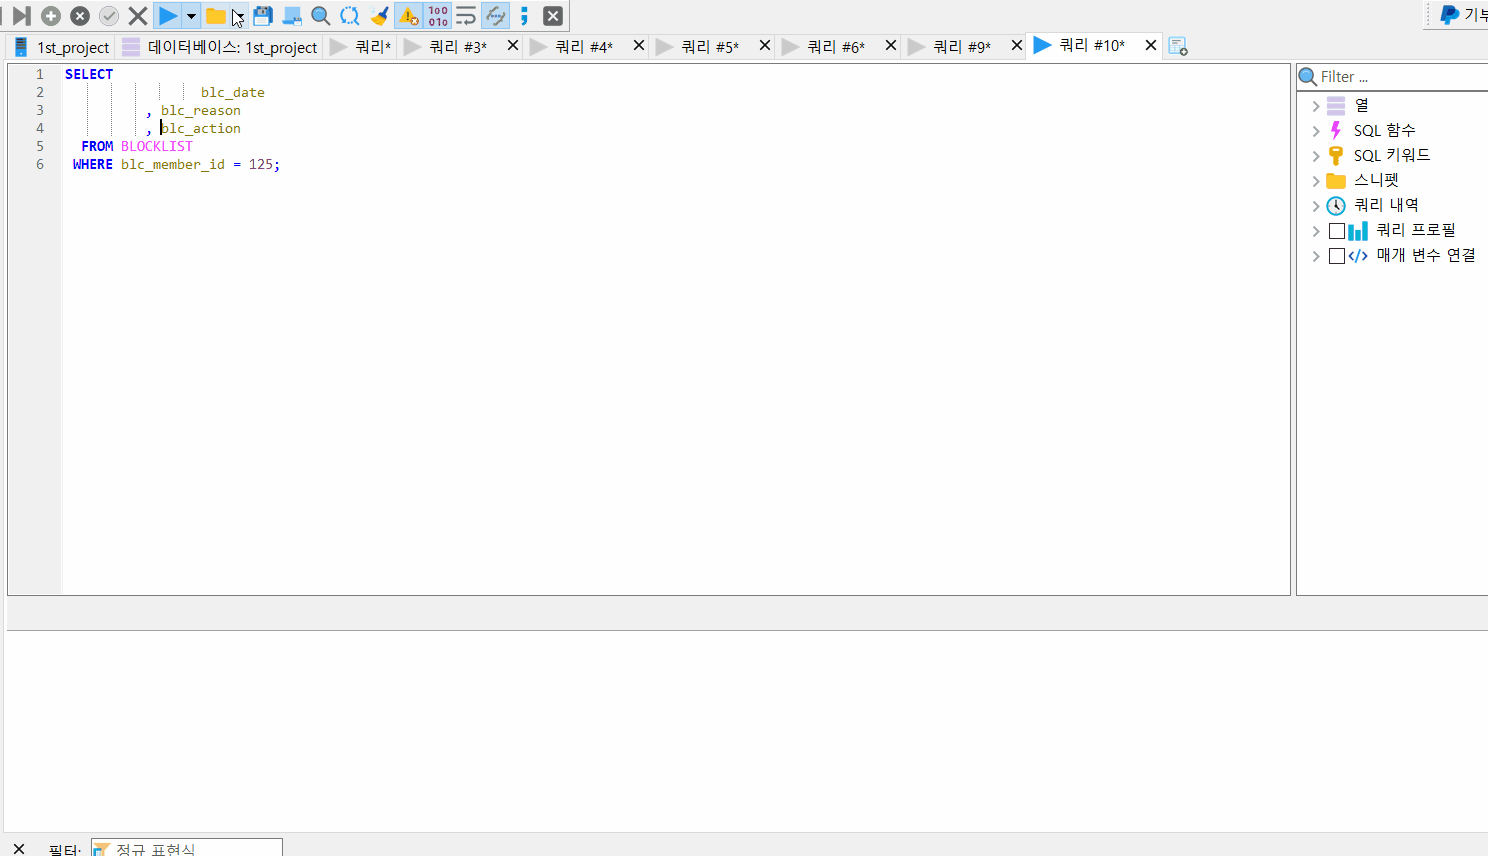 기부
1st_project 데이터베이스: 1st_project 쿼리* 쿼리 #3* 쿼리 #4* 쿼리 #5* 쿼리 #6* 쿼리 #9* 쿼리 #10*
1 SELECT
2 blc_date
3 , blc_reason
4 , blc_action
5 FROM BLOCKLIST
6 WHERE blc_member_id = 125;
Filter ...
열
SQL 함수
SQL 키워드
스니펫
쿼리 내역
쿼리 프로필
매개 변수 연결
필터: 정규 표현식